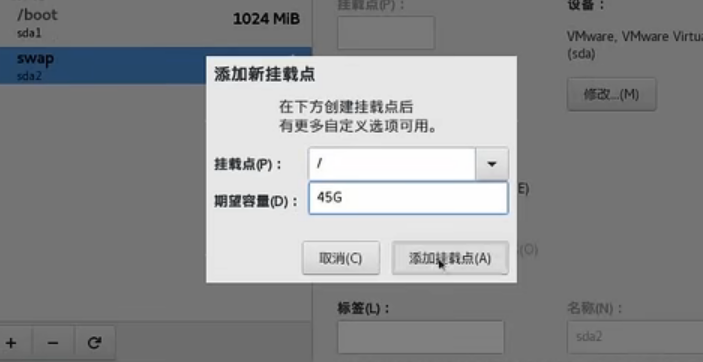 /boot
sda1
1024 MiB
swap
sda2
挂载点(P)：
设备：
VMware, VMware Virtu
(sda)
修改...(M)
添加新挂载点
在下方创建挂载点后
有更多自定义选项可用。
挂载点(P)：
/
期望容量(D)：
45G
取消(C)
添加挂载点(A)
E)
(O)
标签(L)：
名称(N)：
sda2